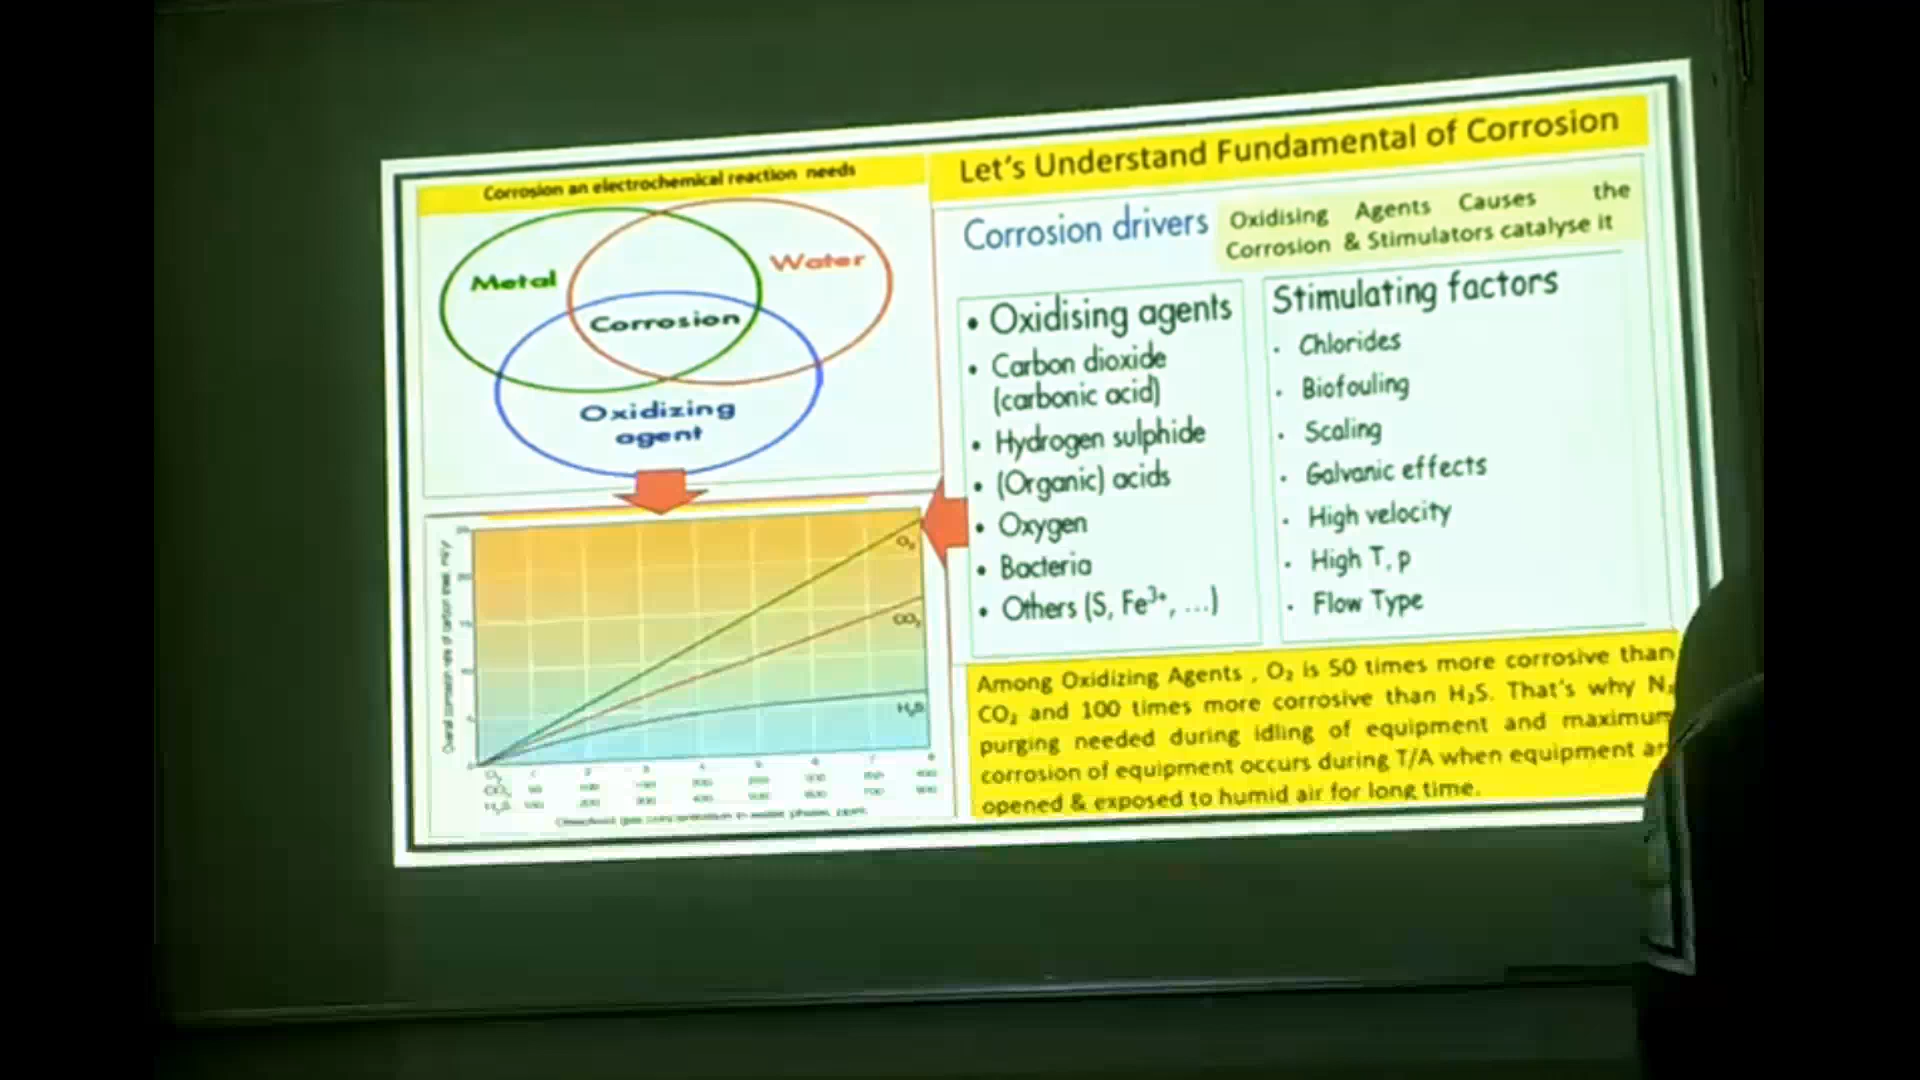 Corrosion an electrochemical reaction needs
Metal
Water
Corrosion
Oxidizing
agent
O₂
CO₂
H₂S
Let's Understand Fundamental of Corrosion
Corrosion drivers
Oxidising Agents Causes the
Corrosion & Stimulators catalyse it
• Oxidising agents
• Carbon dioxide
(carbonic acid)
• Hydrogen sulphide
• (Organic) acids
• Oxygen
• Bacteria
• Others (S, Fe³⁺, ...)
Stimulating factors
· Chlorides
· Biofouling
· Scaling
· Galvanic effects
· High velocity
· High T, p
· Flow Type
Among Oxidizing Agents , O₂ is 50 times more corrosive than
CO₂ and 100 times more corrosive than H₂S. That's why N₂
purging needed during idling of equipment and maximum
corrosion of equipment occurs during T/A when equipment
opened & exposed to humid air for long time.